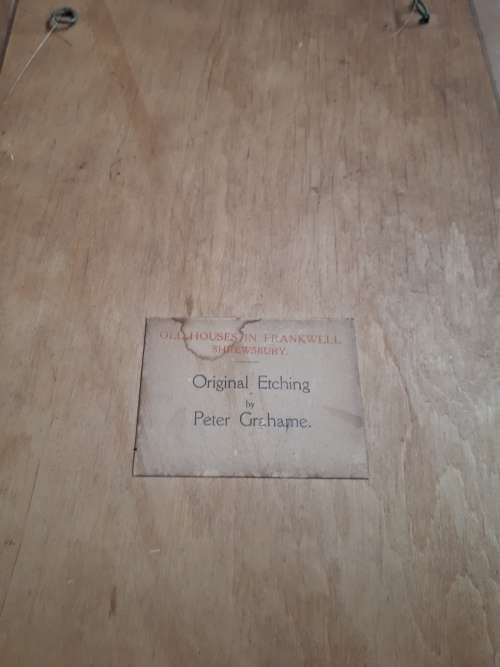 OLD HOUSES IN FRANKWELL
SHREWSBURY.
Original Etching
by
Peter Grahame.